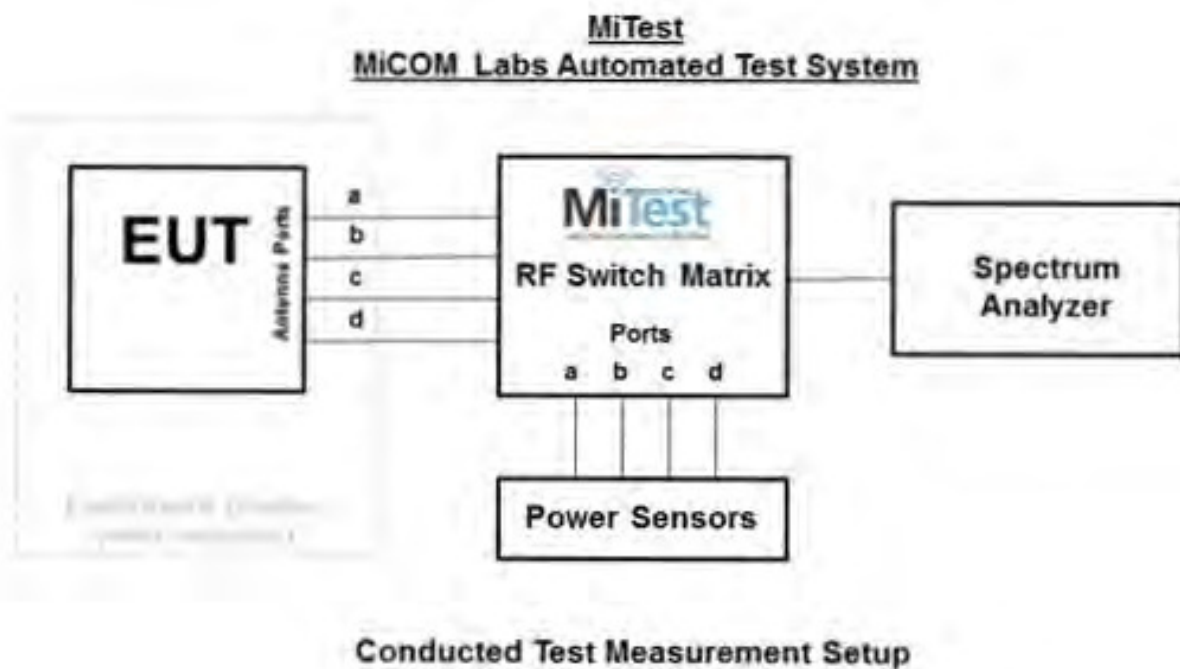 MiTest
MiCOM Labs Automated Test System
EUT
Antenna Ports
a
b
c
d
MiTest
RF Switch Matrix
Ports
a b c d
Spectrum
Analyzer
Power Sensors
Conducted Test Measurement Setup